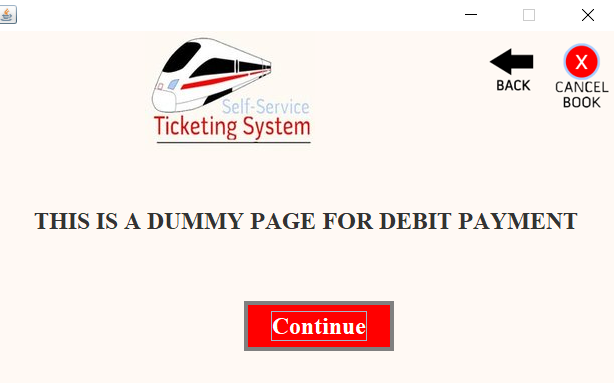 Self-Service
Ticketing System
BACK
X
CANCEL
BOOK
THIS IS A DUMMY PAGE FOR DEBIT PAYMENT
Continue